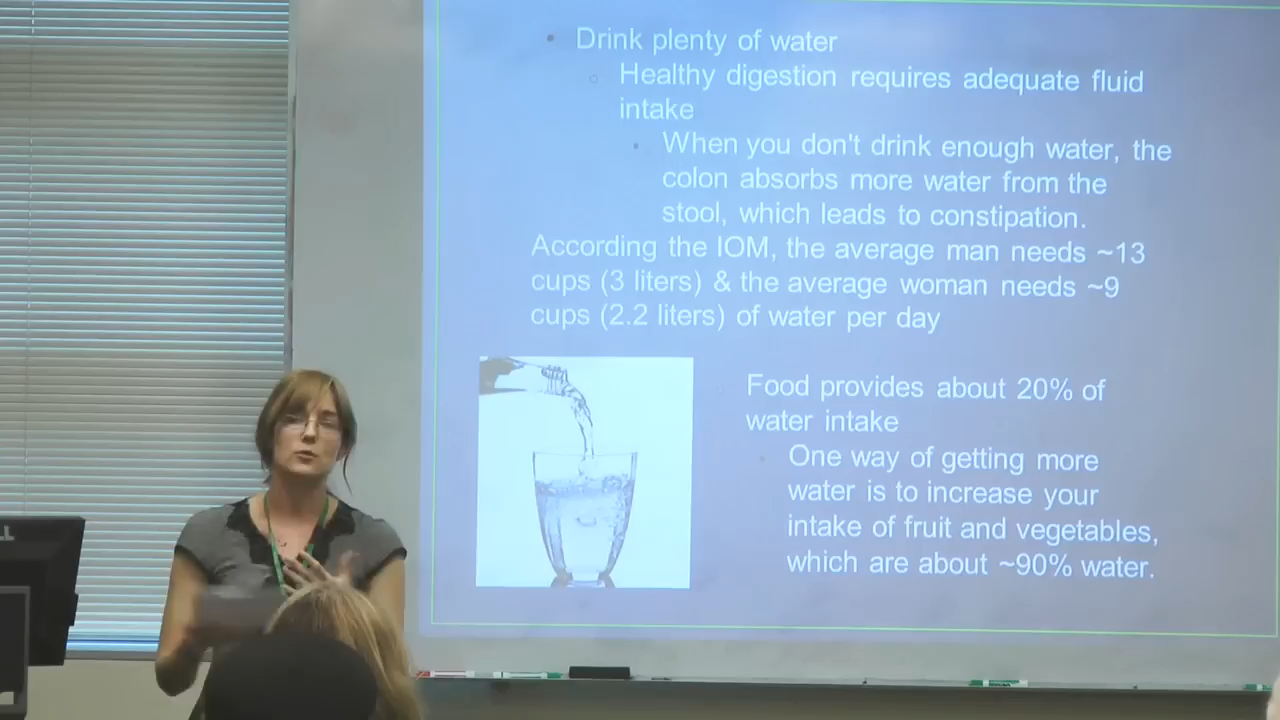 Drink plenty of water
Healthy digestion requires adequate fluid
intake
When you don't drink enough water, the
colon absorbs more water from the
stool, which leads to constipation.
According the IOM, the average man needs ~13
cups (3 liters) & the average woman needs ~9
cups (2.2 liters) of water per day
Food provides about 20% of
water intake
One way of getting more
water is to increase your
intake of fruit and vegetables,
which are about ~90% water.